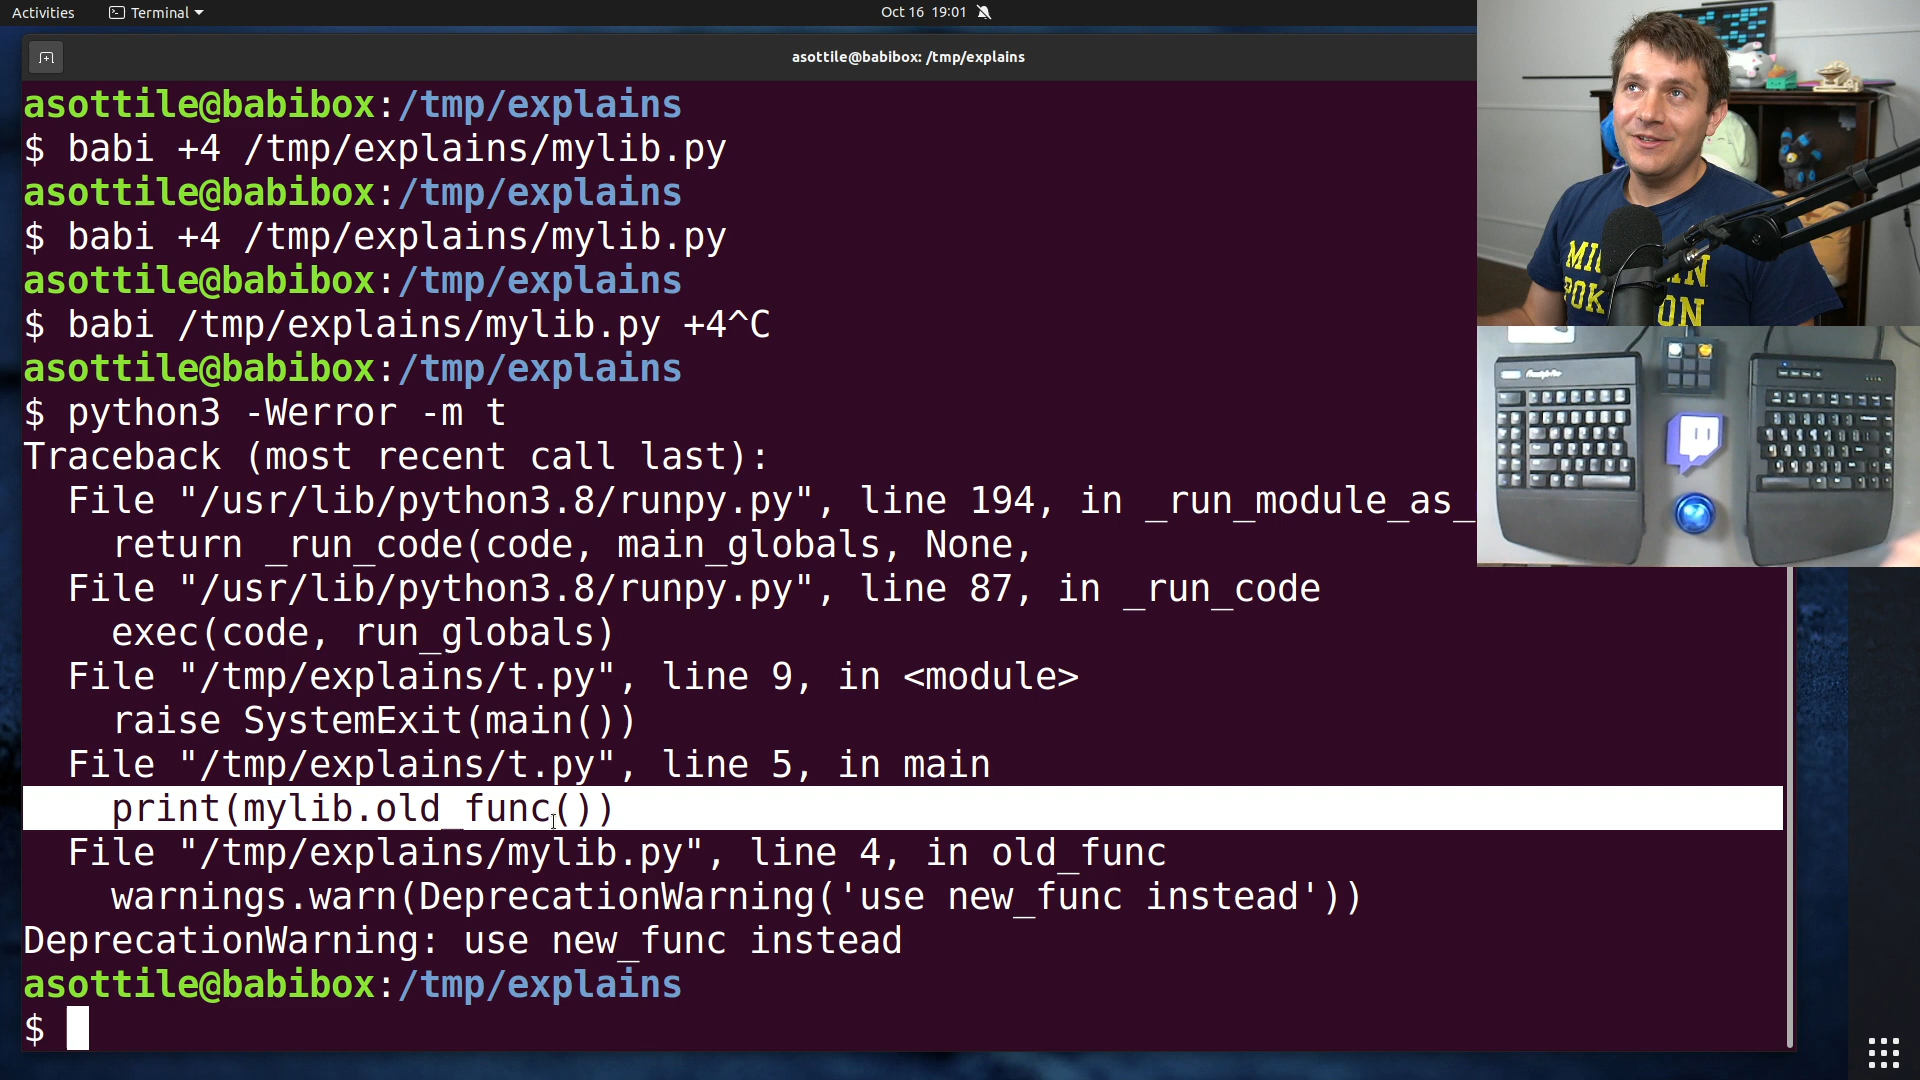 Activities
Terminal
Oct 16 19:01
asottile@babibox: /tmp/explains
asottile@babibox:/tmp/explains
$ babi +4 /tmp/explains/mylib.py
asottile@babibox:/tmp/explains
$ babi +4 /tmp/explains/mylib.py
asottile@babibox:/tmp/explains
$ babi /tmp/explains/mylib.py +4^C
asottile@babibox:/tmp/explains
$ python3 -Werror -m t
Traceback (most recent call last):
File "/usr/lib/python3.8/runpy.py", line 194, in _run_module_as_
return _run_code(code, main_globals, None,
File "/usr/lib/python3.8/runpy.py", line 87, in _run_code
exec(code, run_globals)
File "/tmp/explains/t.py", line 9, in <module>
raise SystemExit(main())
File "/tmp/explains/t.py", line 5, in main
print(mylib.old_func())
File "/tmp/explains/mylib.py", line 4, in old_func
warnings.warn(DeprecationWarning('use new_func instead'))
DeprecationWarning: use new_func instead
asottile@babibox:/tmp/explains
$